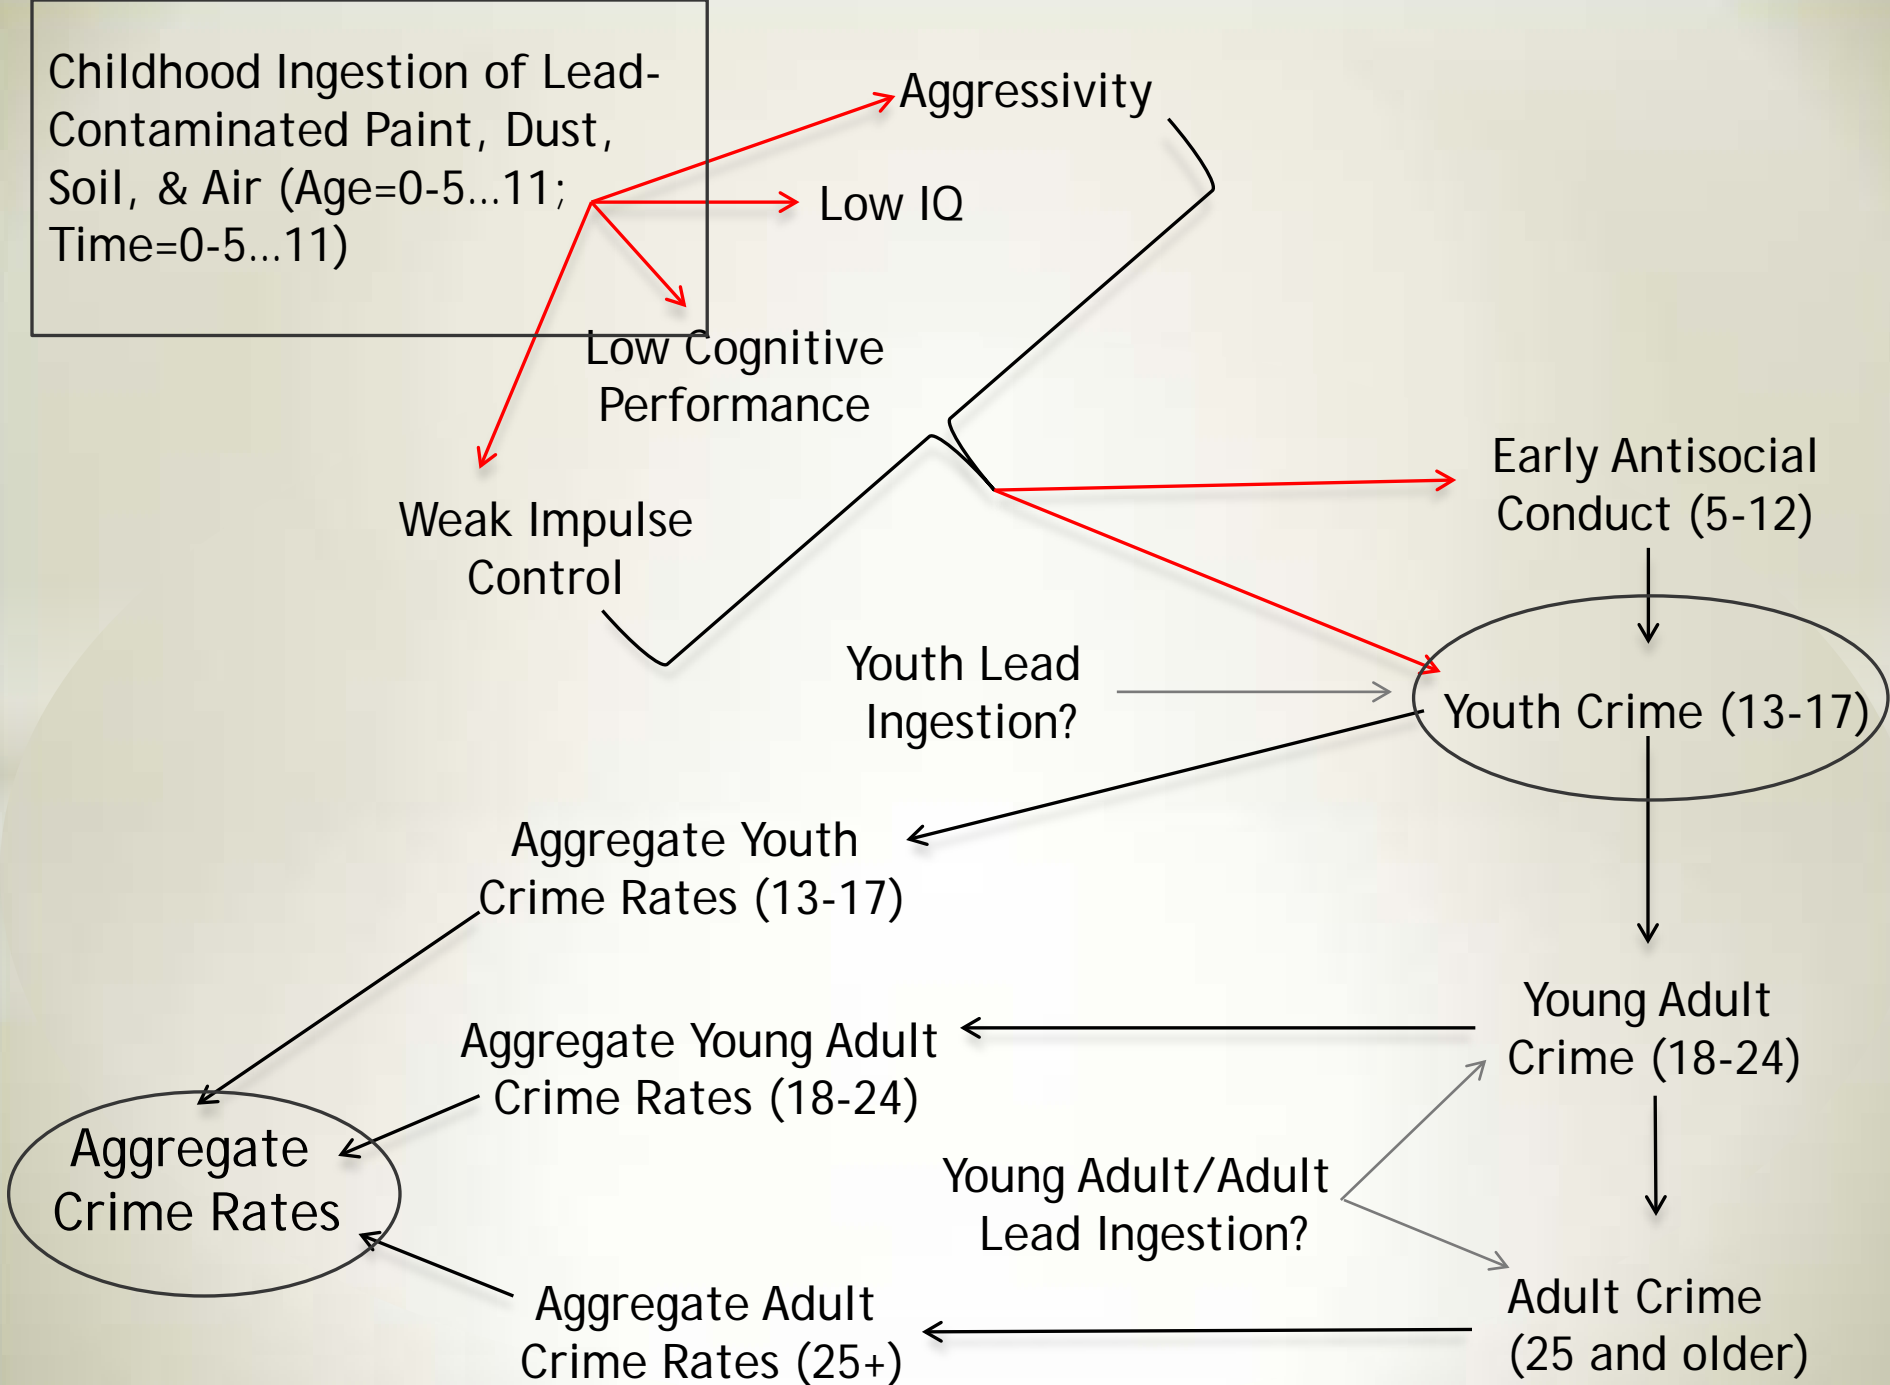 Childhood Ingestion of Lead-
Contaminated Paint, Dust,
Soil, & Air (Age=0-5…11;
Time=0-5…11)
Aggressivity
Low IQ
Low Cognitive
Performance
Weak Impulse
Control
Early Antisocial
Conduct (5-12)
Youth Lead
Ingestion?
Youth Crime (13-17)
Aggregate Youth
Crime Rates (13-17)
Young Adult
Crime (18-24)
Aggregate Young Adult
Crime Rates (18-24)
Aggregate
Crime Rates
Young Adult/Adult
Lead Ingestion?
Aggregate Adult
Crime Rates (25+)
Adult Crime
(25 and older)